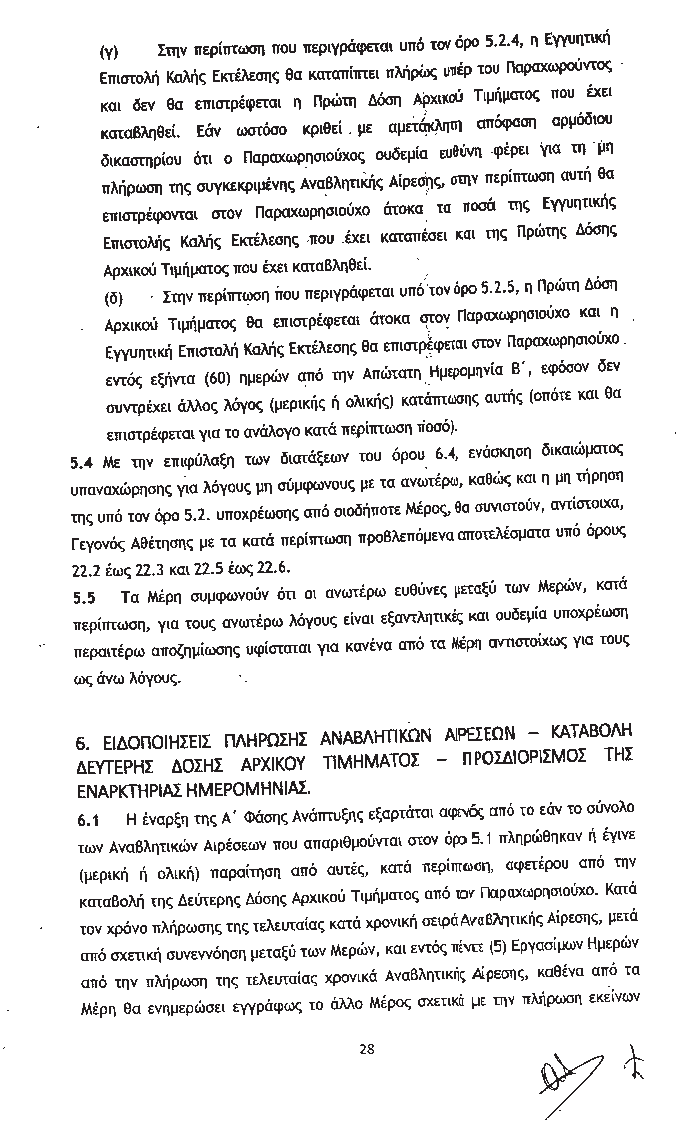 (γ) Στην περίπτωση που περιγράφεται υπό τον όρο 5.2.4, η Εγγυητική
Επιστολή Καλής Εκτέλεσης θα καταπίπτει πλήρως υπέρ του Παραχωρούντος
και δεν θα επιστρέφεται η Πρώτη Δόση Αρχικού Τιμήματος που έχει
καταβληθεί. Εάν ωστόσο κριθεί με αμετάκλητη απόφαση αρμόδιου
δικαστηρίου ότι ο Παραχωρησιούχος ουδεμία ευθύνη φέρει για τη μη
πλήρωση της συγκεκριμένης Αναβλητικής Αίρεσης, στην περίπτωση αυτή θα
επιστρέφονται στον Παραχωρησιούχο άτοκα τα ποσά της Εγγυητικής
Επιστολής Καλής Εκτέλεσης που έχει καταπέσει και της Πρώτης Δόσης
Αρχικού Τιμήματος που έχει καταβληθεί.
(δ) Στην περίπτωση που περιγράφεται υπό τον όρο 5.2.5, η Πρώτη Δόση
Αρχικού Τιμήματος θα επιστρέφεται άτοκα στον Παραχωρησιούχο και η
Εγγυητική Επιστολή Καλής Εκτέλεσης θα επιστρέφεται στον Παραχωρησιούχο
εντός εξήντα (60) ημερών από την Απώτατη Ημερομηνία Β΄, εφόσον δεν
συντρέχει άλλος λόγος (μερικής ή ολικής) κατάπτωσης αυτής (οπότε και θα
επιστρέφεται για το ανάλογο κατά περίπτωση ποσό).
5.4 Με την επιφύλαξη των διατάξεων του όρου 6.4, ενάσκηση δικαιώματος
υπαναχώρησης για λόγους μη σύμφωνους με τα ανωτέρω, καθώς και η μη τήρηση
της υπό τον όρο 5.2. υποχρέωσης από οιοδήποτε Μέρος, θα συνιστούν, αντίστοιχα,
Γεγονός Αθέτησης με τα κατά περίπτωση προβλεπόμενα αποτελέσματα υπό όρους
22.2 έως 22.3 και 22.5 έως 22.6.
5.5 Τα Μέρη συμφωνούν ότι οι ανωτέρω ευθύνες μεταξύ των Μερών, κατά
περίπτωση, για τους ανωτέρω λόγους είναι εξαντλητικές και ουδεμία υποχρέωση
περαιτέρω αποζημίωσης υφίσταται για κανένα από τα Μέρη αντιστοίχως για τους
ως άνω λόγους.
6. ΕΙΔΟΠΟΙΗΣΕΙΣ ΠΛΗΡΩΣΗΣ ΑΝΑΒΛΗΤΙΚΩΝ ΑΙΡΕΣΕΩΝ – ΚΑΤΑΒΟΛΗ
ΔΕΥΤΕΡΗΣ ΔΟΣΗΣ ΑΡΧΙΚΟΥ ΤΙΜΗΜΑΤΟΣ – ΠΡΟΣΔΙΟΡΙΣΜΟΣ ΤΗΣ
ΕΝΑΡΚΤΗΡΙΑΣ ΗΜΕΡΟΜΗΝΙΑΣ.
6.1 Η έναρξη της Α΄ Φάσης Ανάπτυξης εξαρτάται αφενός από το εάν το σύνολο
των Αναβλητικών Αιρέσεων που απαριθμούνται στον όρο 5.1 πληρώθηκαν ή έγινε
(μερική ή ολική) παραίτηση από αυτές, κατά περίπτωση, αφετέρου από την
καταβολή της Δεύτερης Δόσης Αρχικού Τιμήματος από τον Παραχωρησιούχο. Κατά
τον χρόνο πλήρωσης της τελευταίας κατά χρονική σειρά Αναβλητικής Αίρεσης, μετά
από σχετική συνεννόηση μεταξύ των Μερών, και εντός πέντε (5) Εργασίμων Ημερών
από την πλήρωση της τελευταίας χρονικά Αναβλητικής Αίρεσης, καθένα από τα
Μέρη θα ενημερώσει εγγράφως το άλλο Μέρος σχετικά με την πλήρωση εκείνων
28